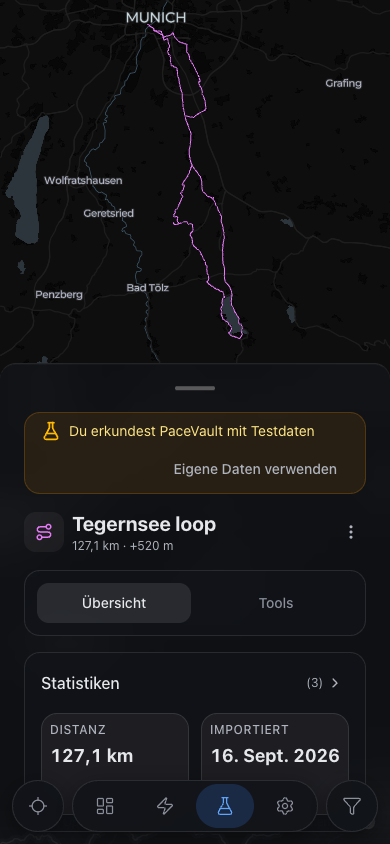 MUNICH
Grafing
Wolfratshausen
Geretsried
Bad Tölz
Penzberg
Du erkundest PaceVault mit Testdaten
Eigene Daten verwenden
Tegernsee loop
127,1 km · +520 m
Übersicht
Tools
Statistiken
(3)
DISTANZ
127,1 km
IMPORTIERT
16. Sept. 2026